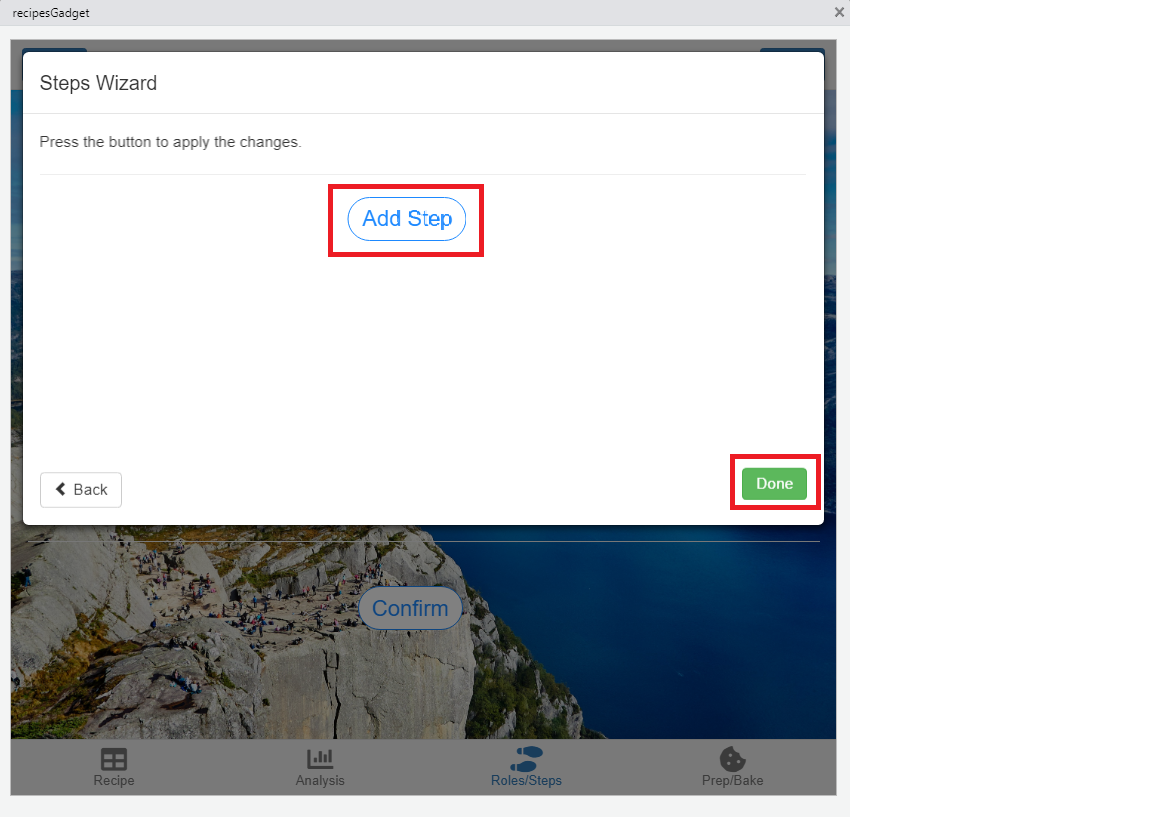 recipesGadget
Steps Wizard
Press the button to apply the changes.
Add Step
Back
Done
Confirm
Recipe
Analysis
Roles/Steps
Prep/Bake